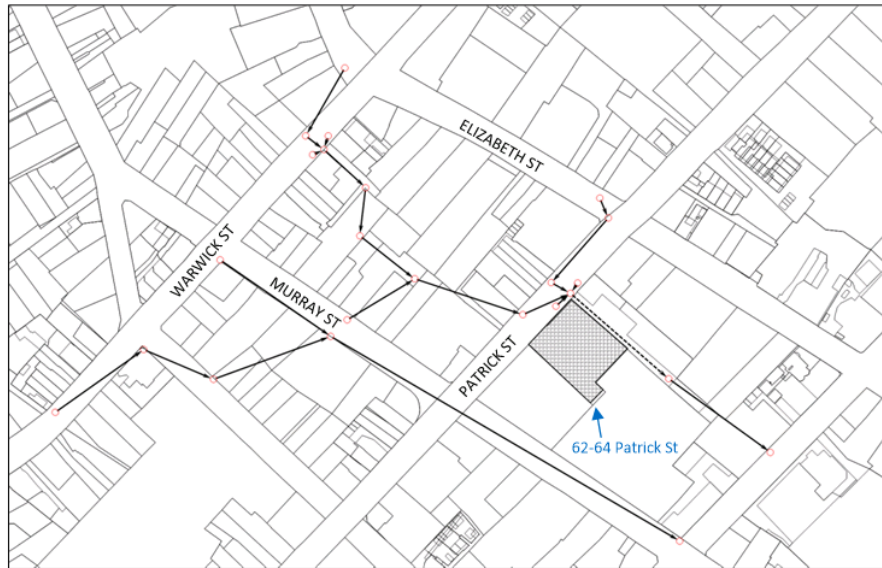 ELIZABETH ST
WARWICK ST
MURRAY ST
PATRICK ST
62-64 Patrick St